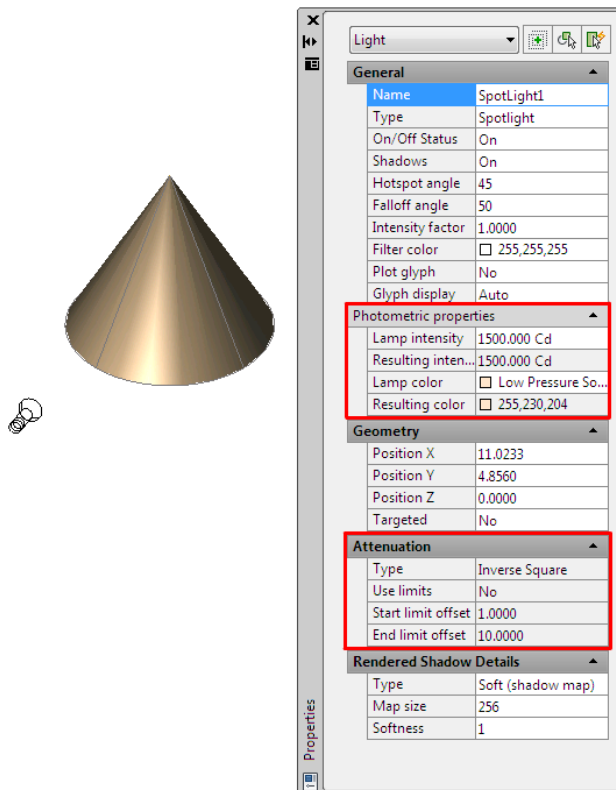 Light
General
Name SpotLight1
Type Spotlight
On/Off Status On
Shadows On
Hotspot angle 45
Falloff angle 50
Intensity factor 1.0000
Filter color 255,255,255
Plot glyph No
Glyph display Auto
Photometric properties
Lamp intensity 1500.000 Cd
Resulting inten... 1500.000 Cd
Lamp color Low Pressure So...
Resulting color 255,230,204
Geometry
Position X 11.0233
Position Y 4.8560
Position Z 0.0000
Targeted No
Attenuation
Type Inverse Square
Use limits No
Start limit offset 1.0000
End limit offset 10.0000
Rendered Shadow Details
Type Soft (shadow map)
Map size 256
Softness 1
Properties